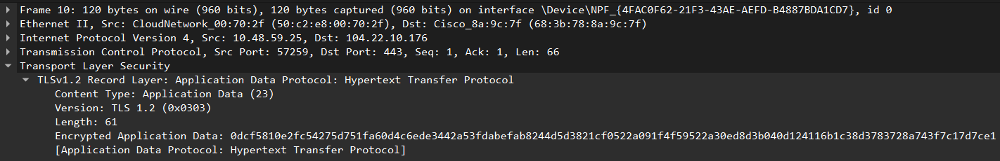 Frame 10: 120 bytes on wire (960 bits), 120 bytes captured (960 bits) on interface \Device\NPF_{4FAC0F62-21F3-43AE-AEFD-B4887BDA1CD7}, id 0
Ethernet II, Src: CloudNetwork_00:70:2f (50:c2:e8:00:70:2f), Dst: Cisco_8a:9c:7f (68:3b:78:8a:9c:7f)
Internet Protocol Version 4, Src: 10.48.59.25, Dst: 104.22.10.176
Transmission Control Protocol, Src Port: 57259, Dst Port: 443, Seq: 1, Ack: 1, Len: 66
Transport Layer Security
TLSv1.2 Record Layer: Application Data Protocol: Hypertext Transfer Protocol
Content Type: Application Data (23)
Version: TLS 1.2 (0x0303)
Length: 61
Encrypted Application Data: 0dcf5810e2fc54275d751fa60d4c6ede3442a53fdabefab8244d5d3821cf0522a091f4f59522a30ed8d3b040d124116b1c38d3783728a743f7c17d7ce1
[Application Data Protocol: Hypertext Transfer Protocol]